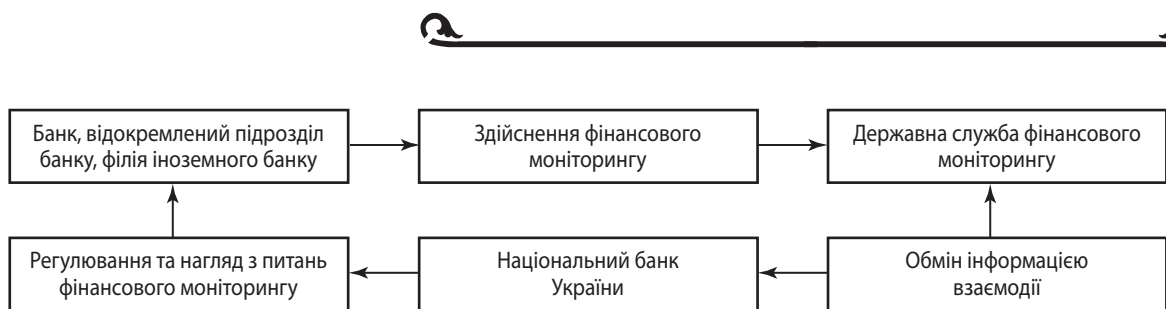 Банк, відокремлений підрозділ
банку, філія іноземного банку
Здійснення фінансового
моніторингу
Державна служба фінансового
моніторингу
Регулювання та нагляд з питань
фінансового моніторингу
Національний банк
України
Обмін інформацією
взаємодії